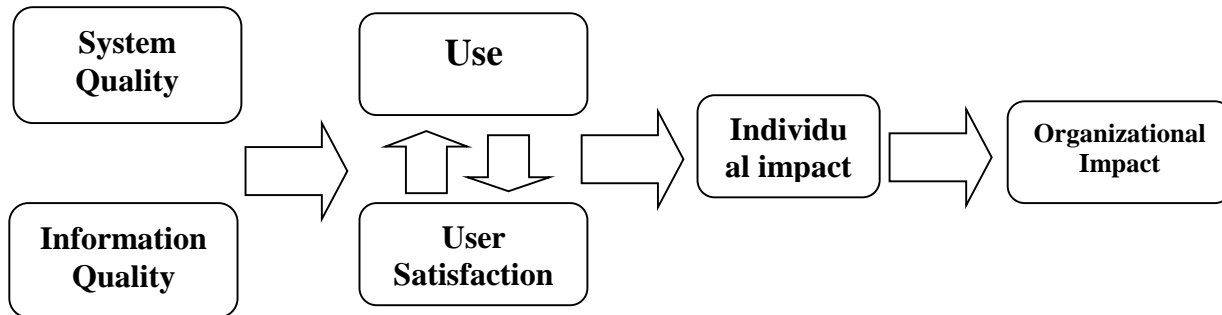 System
Quality
Information
Quality
Use
User
Satisfaction
Individu
al impact
Organizational
Impact